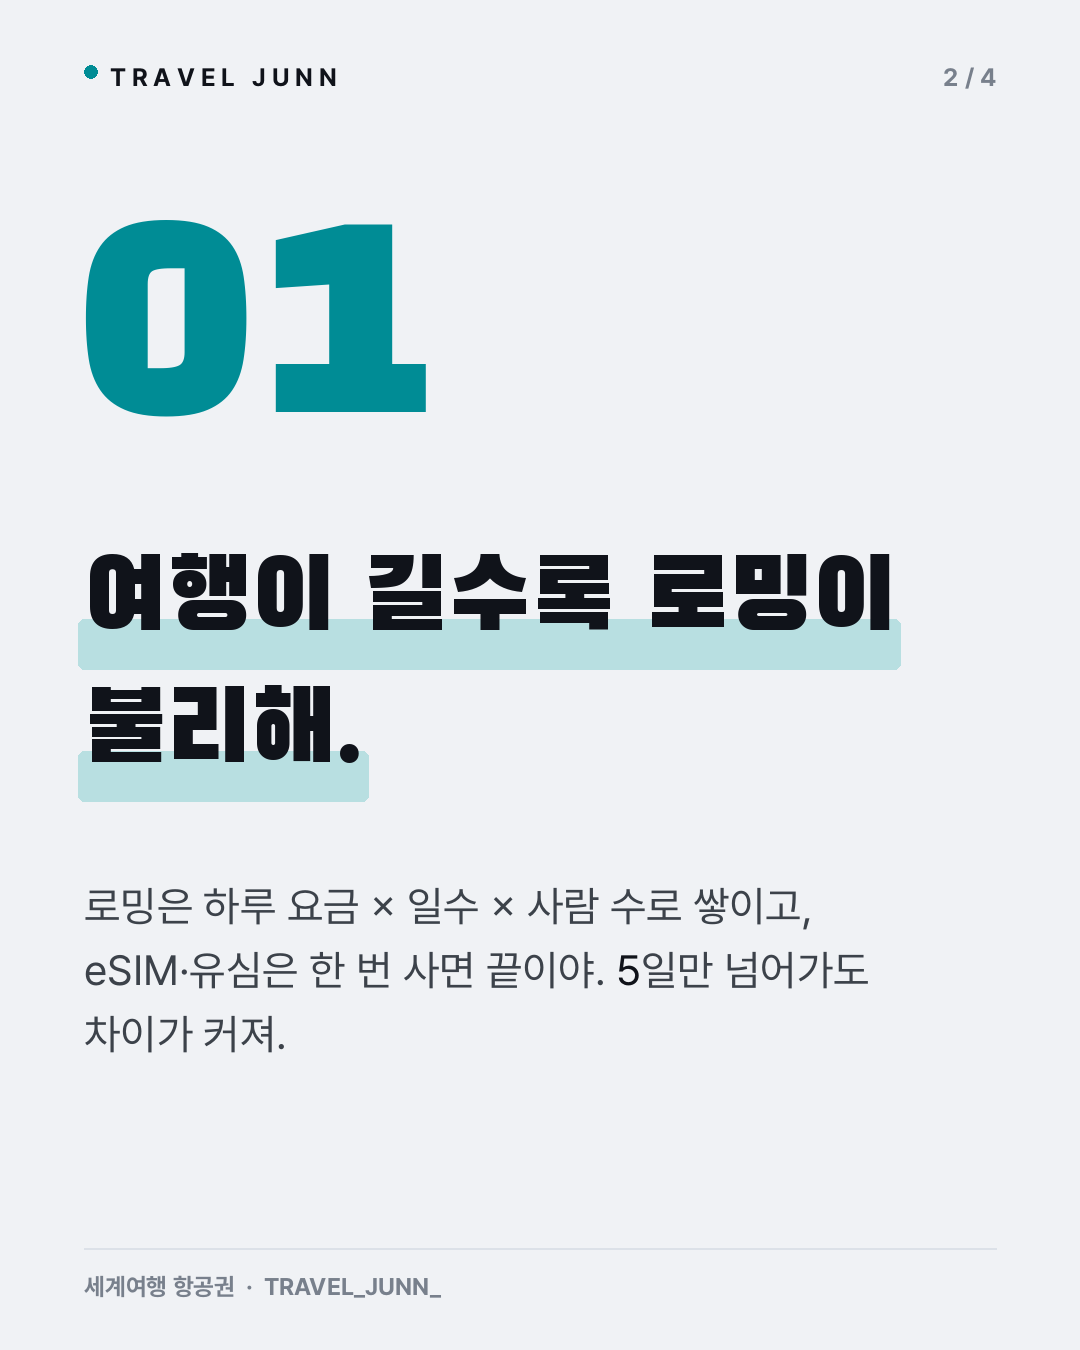 TRAVEL JUNN
2 / 4
01
여행이 길수록 로밍이
불리해.
로밍은 하루 요금 × 일수 × 사람 수로 쌓이고,
eSIM·유심은 한 번 사면 끝이야. 5일만 넘어가도
차이가 커져.
세계여행 항공권 · TRAVEL_JUNN_